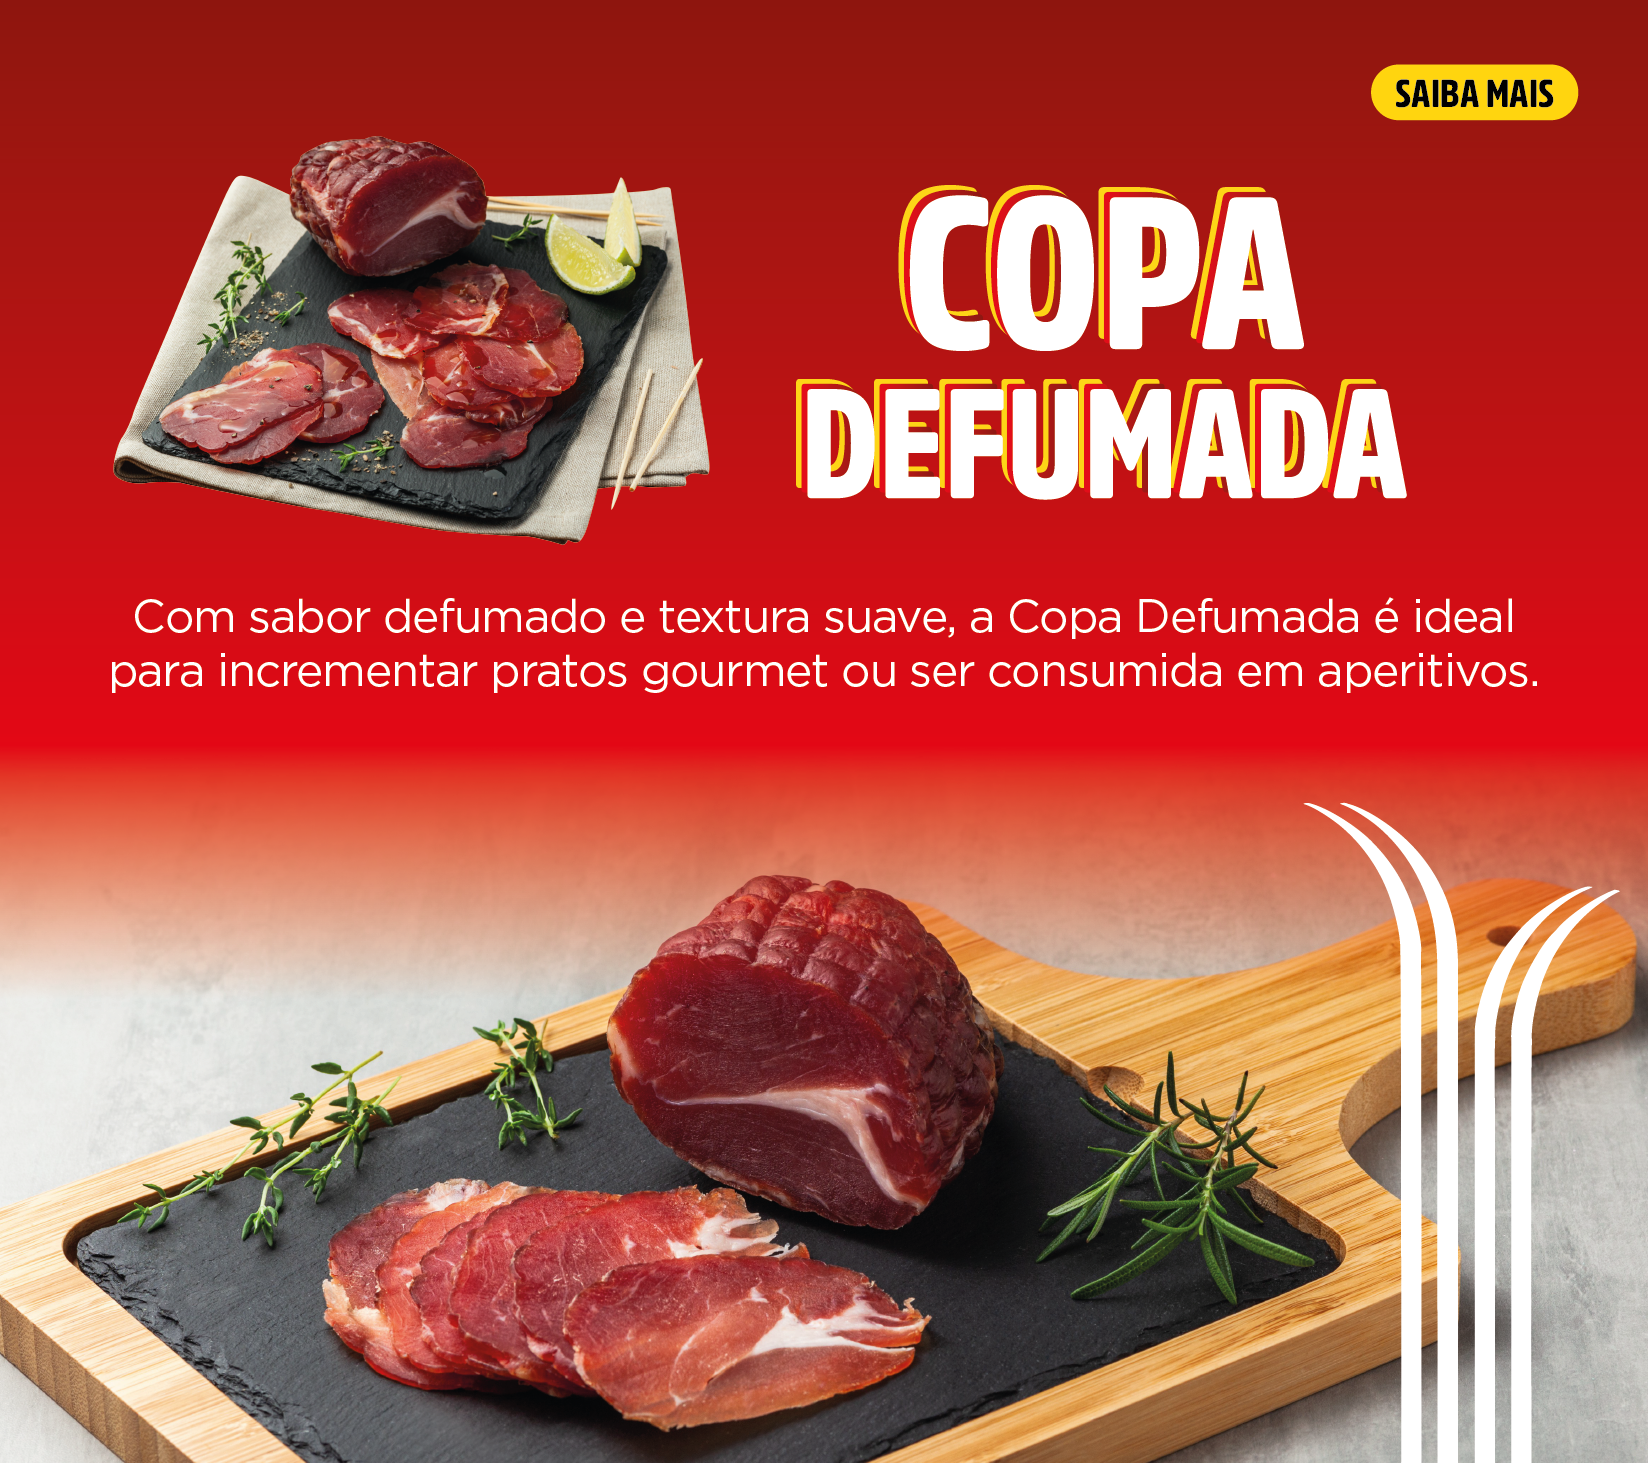 SAIBA MAIS
COPA
DEFUMADA
Com sabor defumado e textura suave, a Copa Defumada é ideal
para incrementar pratos gourmet ou ser consumida em aperitivos.